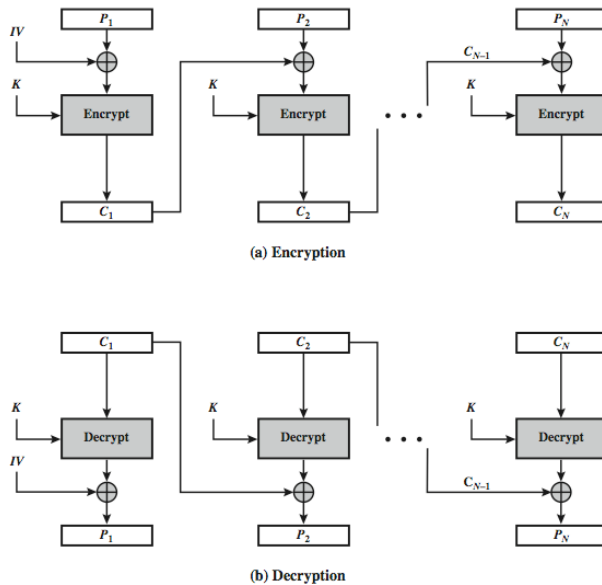 P1 P2 PN
IV
CN–1
K K K
Encrypt Encrypt • • • Encrypt
C1 C2 CN
(a) Encryption
C1 C2 CN
K K K
Decrypt Decrypt • • • Decrypt
IV
CN–1
P1 P2 PN
(b) Decryption